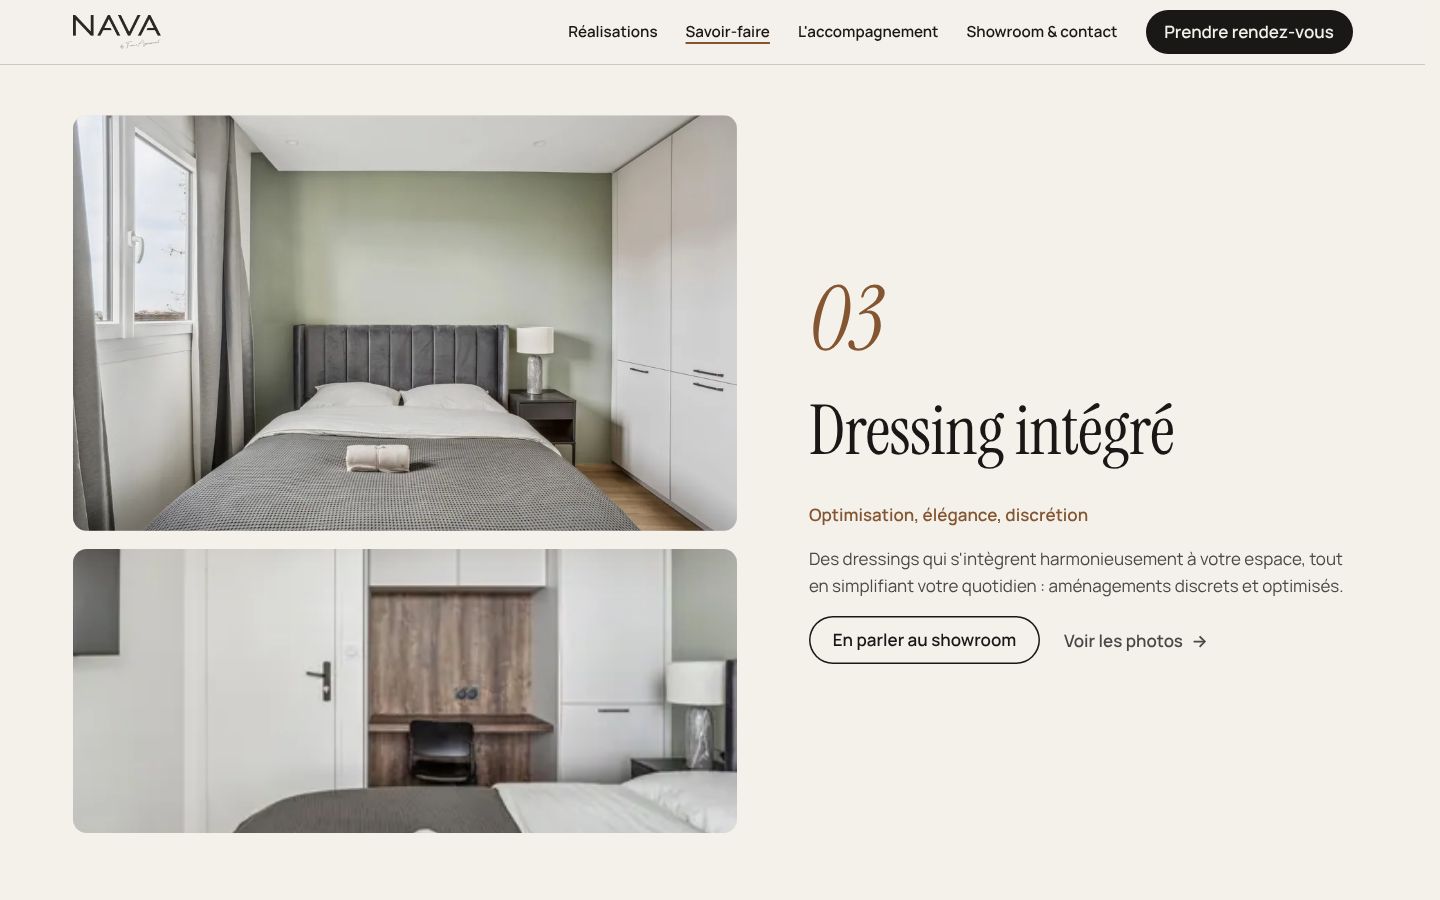 NAVA
Réalisations
Savoir-faire
L'accompagnement
Showroom & contact
Prendre rendez-vous
03
Dressing intégré
Optimisation, élégance, discrétion
Des dressings qui s'intègrent harmonieusement à votre espace, tout
en simplifiant votre quotidien : aménagements discrets et optimisés.
En parler au showroom
Voir les photos →